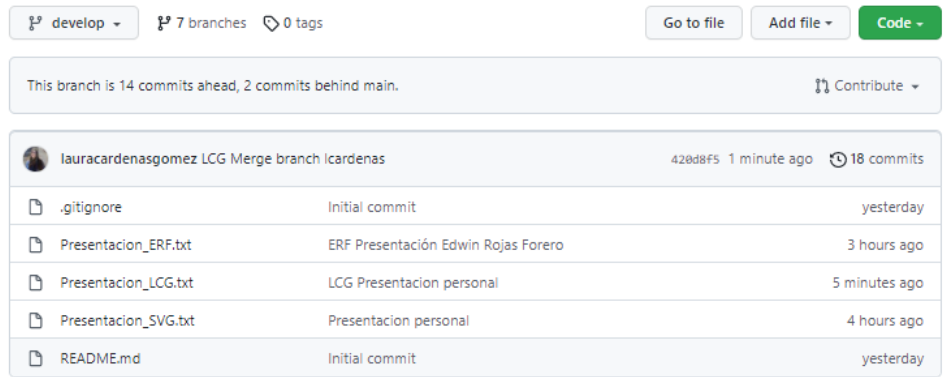 develop 7 branches 0 tags Go to file Add file Code
This branch is 14 commits ahead, 2 commits behind main. Contribute
lauracardenasgomez LCG Merge branch lcardenas 420d8f5 1 minute ago 18 commits
.gitignore Initial commit yesterday
Presentacion_ERF.txt ERF Presentación Edwin Rojas Forero 3 hours ago
Presentacion_LCG.txt LCG Presentacion personal 5 minutes ago
Presentacion_SVG.txt Presentacion personal 4 hours ago
README.md Initial commit yesterday